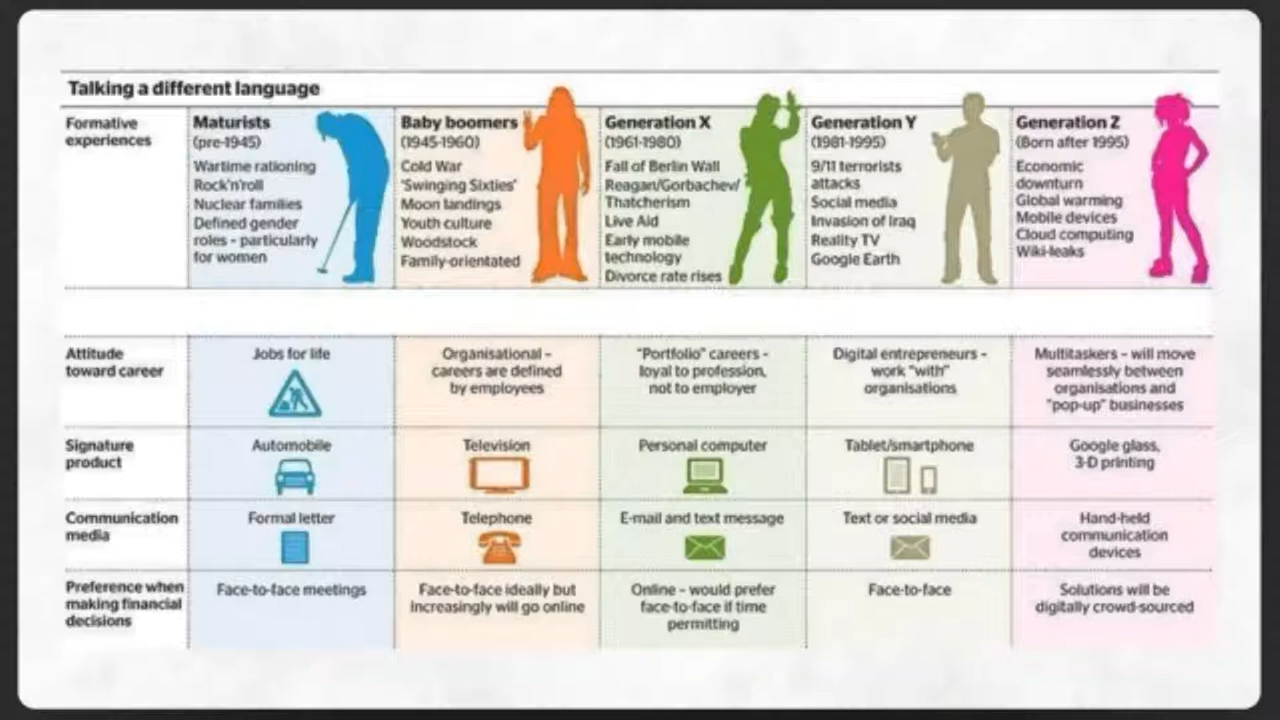 Talking a different language
Formative
experiences
Maturists
(pre-1945)
Wartime rationing
Rock'n'roll
Nuclear families
Defined gender
roles - particularly
for women
Baby boomers
(1945-1960)
Cold War
'Swinging Sixties'
Moon landings
Youth culture
Woodstock
Family-orientated
Generation X
(1961-1980)
Fall of Berlin Wall
Reagan/Gorbachev/
Thatcherism
Live Aid
Early mobile
technology
Divorce rate rises
Generation Y
(1981-1995)
9/11 terrorists
attacks
Social media
Invasion of Iraq
Reality TV
Google Earth
Generation Z
(Born after 1995)
Economic
downturn
Global warming
Mobile devices
Cloud computing
Wiki-leaks
Attitude
toward career
Jobs for life
Organisational -
careers are defined
by employees
"Portfolio" careers -
loyal to profession,
not to employer
Digital entrepreneurs -
work "with"
organisations
Multitaskers - will move
seamlessly between
organisations and
"pop-up" businesses
Signature
product
Automobile
Television
Personal computer
Tablet/smartphone
Google glass,
3-D printing
Communication
media
Formal letter
Telephone
E-mail and text message
Text or social media
Hand-held
communication
devices
Preference when
making financial
decisions
Face-to-face meetings
Face-to-face ideally but
increasingly will go online
Online - would prefer
face-to-face if time
permitting
Face-to-face
Solutions will be
digitally crowd-sourced